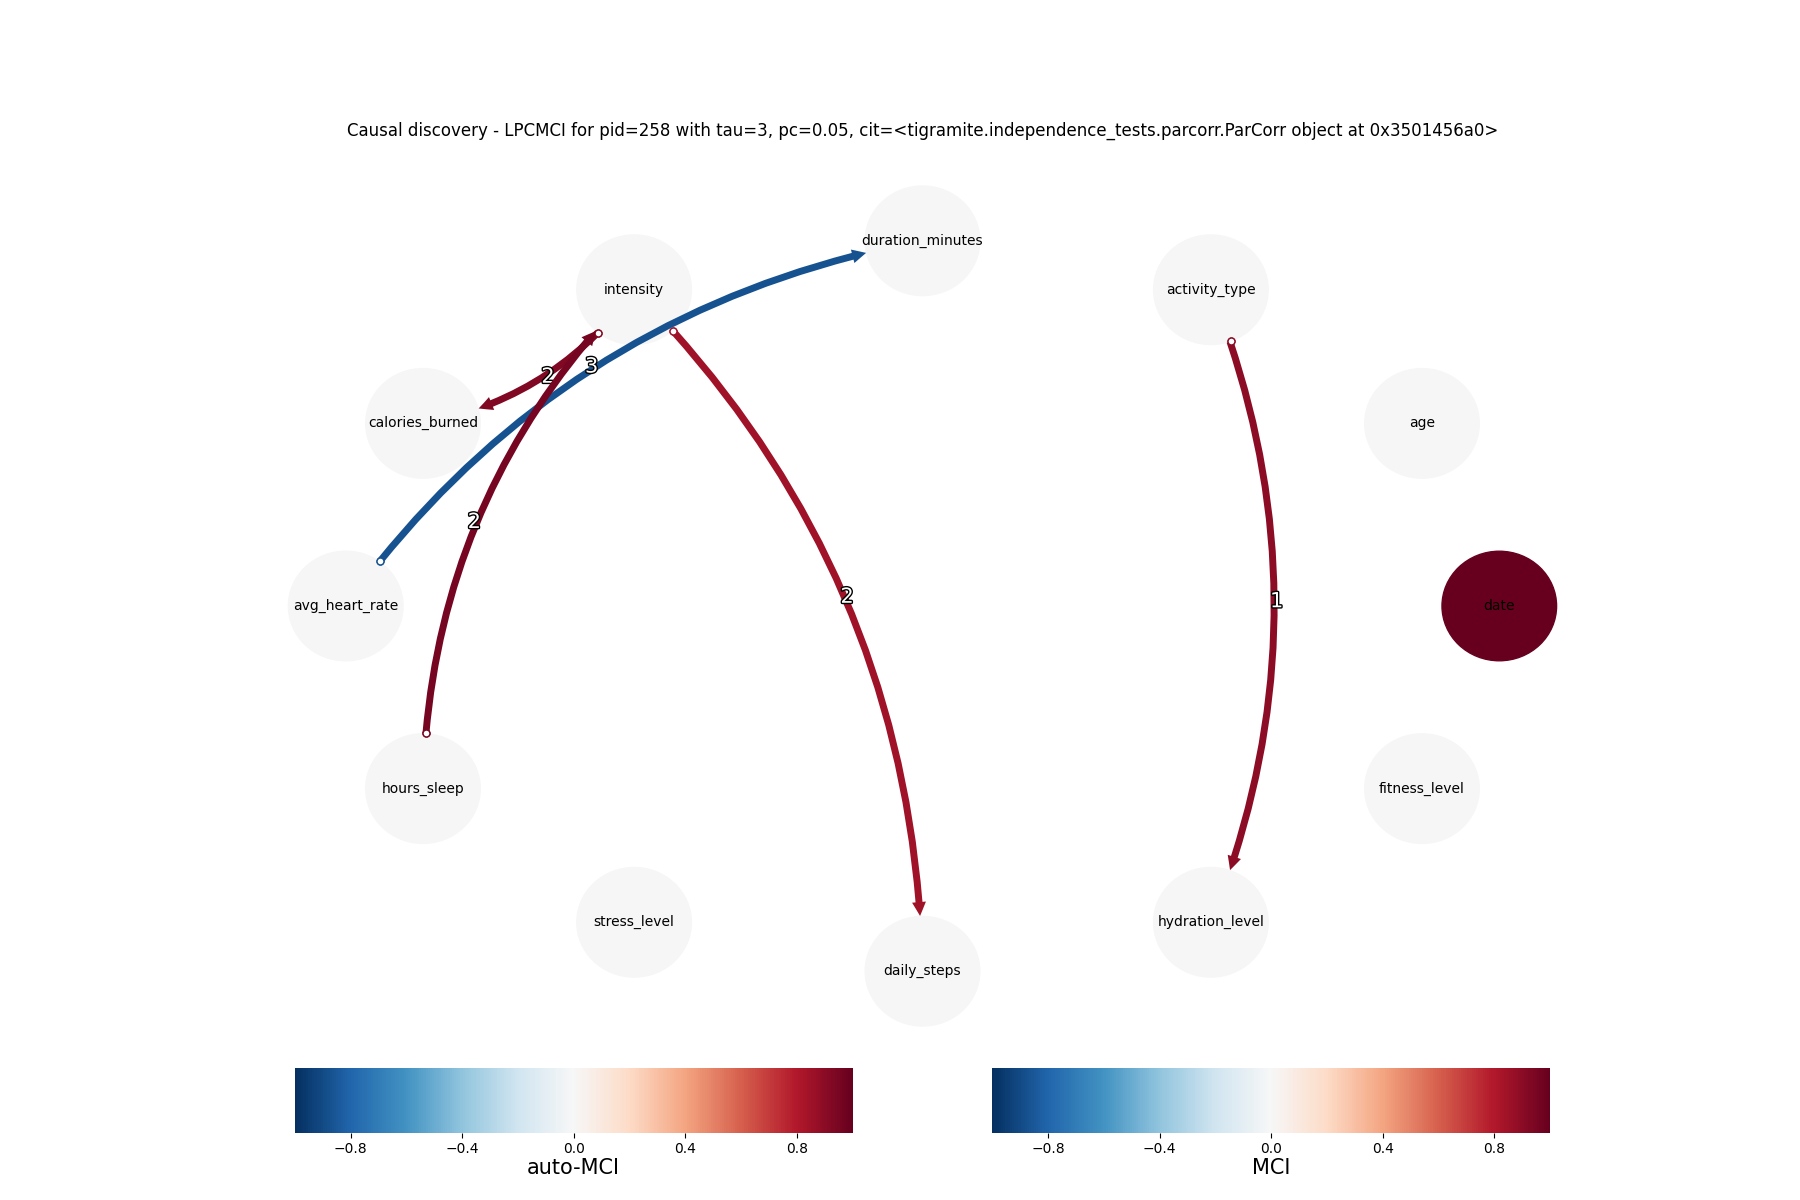 Causal discovery - LPCMCI for pid=258 with tau=3, pc=0.05, cit=<tigramite.independence_tests.parcorr.ParCorr object at 0x3501456a0>
duration_minutes
intensity
activity_type
2
3
calories_burned
age
2
avg_heart_rate
2
1
date
hours_sleep
fitness_level
stress_level
hydration_level
daily_steps
−0.8 −0.4 0.0 0.4 0.8
auto-MCI
−0.8 −0.4 0.0 0.4 0.8
MCI